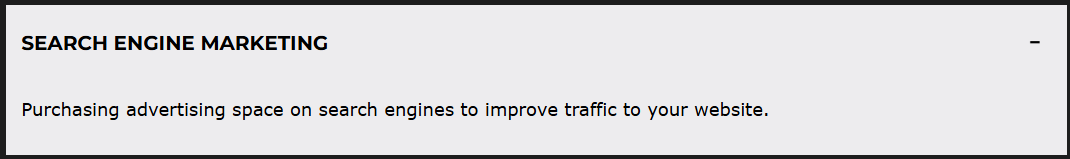 SEARCH ENGINE MARKETING –
Purchasing advertising space on search engines to improve traffic to your website.